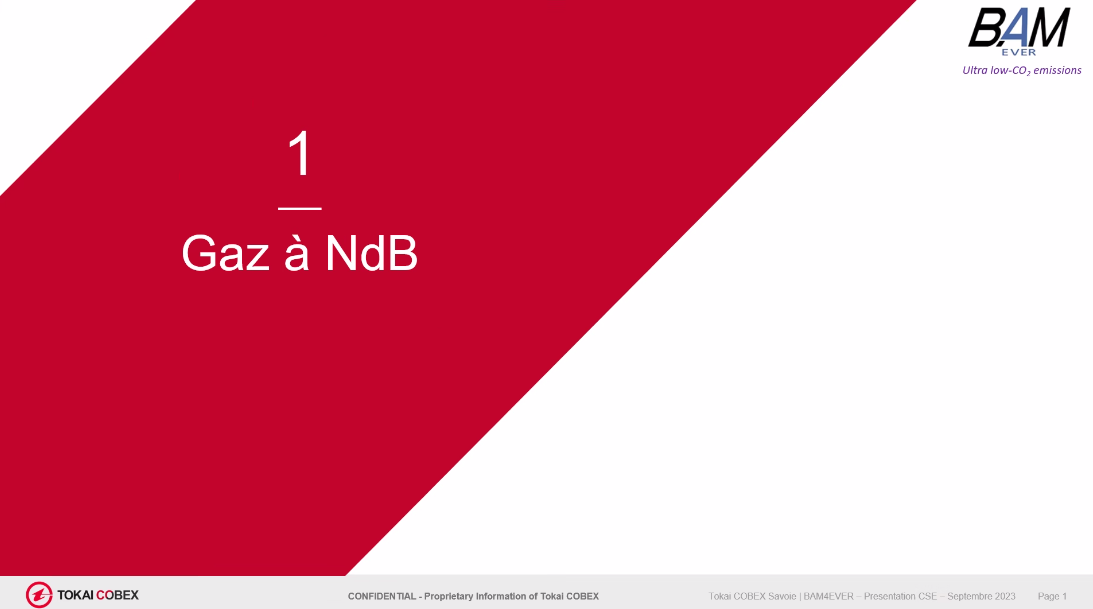 BAM
EVER
Ultra low-CO₂ emissions
1
Gaz à NdB
TOKAI COBEX
CONFIDENTIAL - Proprietary Information of Tokai COBEX
Tokai COBEX Savoie | BAM4EVER – Presentation CSE – Septembre 2023
Page 1